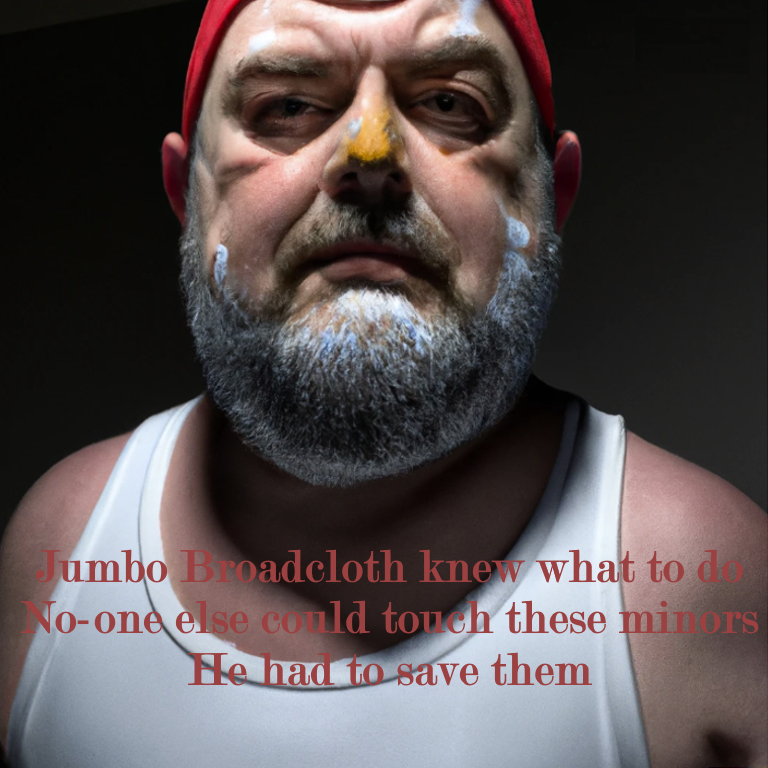 Jumbo Broadcloth knew what to do
No-one else could touch these minors
He had to save them